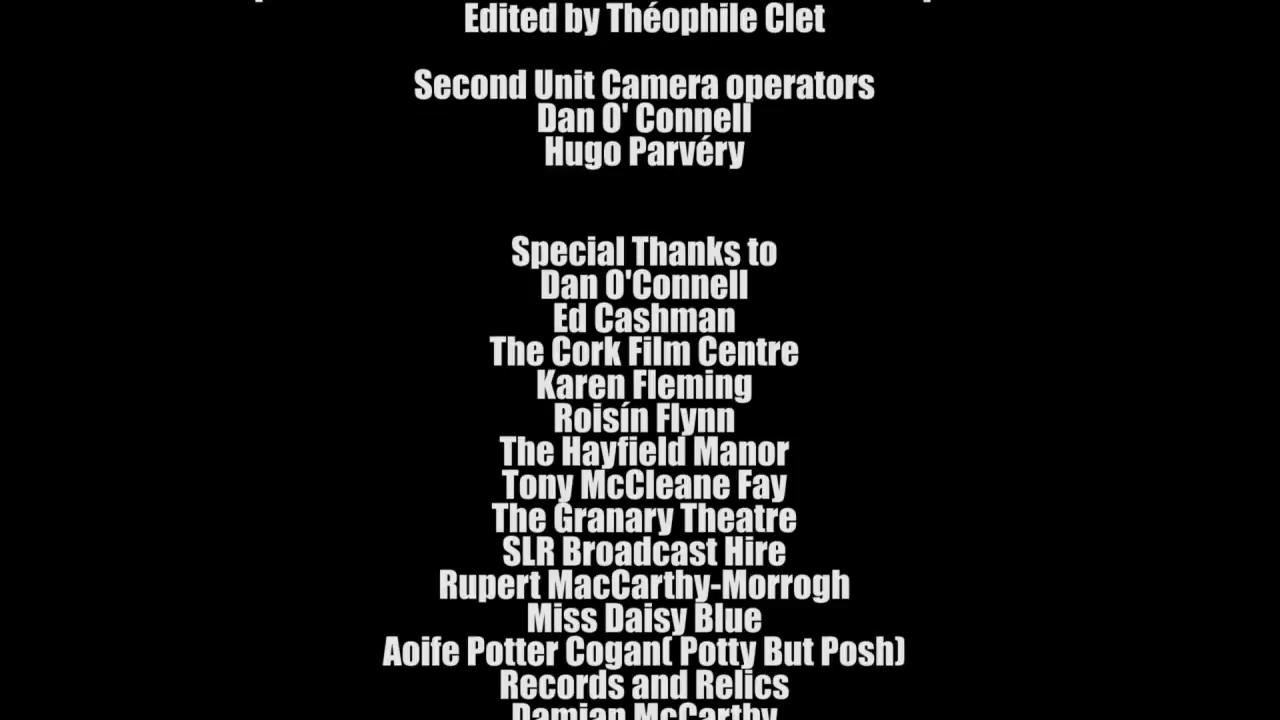 Edited by Théophile Clet
Second Unit Camera operators
Dan O' Connell
Hugo Parvéry
Special Thanks to
Dan O'Connell
Ed Cashman
The Cork Film Centre
Karen Fleming
Roisín Flynn
The Hayfield Manor
Tony McCleane Fay
The Granary Theatre
SLR Broadcast Hire
Rupert MacCarthy-Morrogh
Miss Daisy Blue
Aoife Potter Cogan( Potty But Posh)
Records and Relics
Damian McCarthy